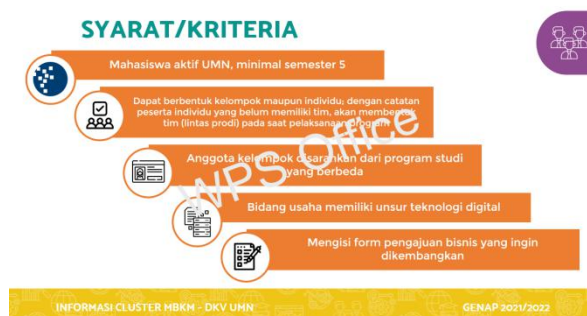 SYARAT/KRITERIA
Mahasiswa aktif UMN, minimal semester 5
Dapat berbentuk kelompok maupun individu; dengan catatan
peserta individu yang belum memiliki tim, akan membentuk
tim (lintas prodi) pada saat pelaksanaan program
Anggota kelompok disarankan dari program studi
yang berbeda
Bidang usaha memiliki unsur teknologi digital
Mengisi form pengajuan bisnis yang ingin
dikembangkan
WPS Office
INFORMASI CLUSTER MBKM - DKV UMN
GENAP 2021/2022